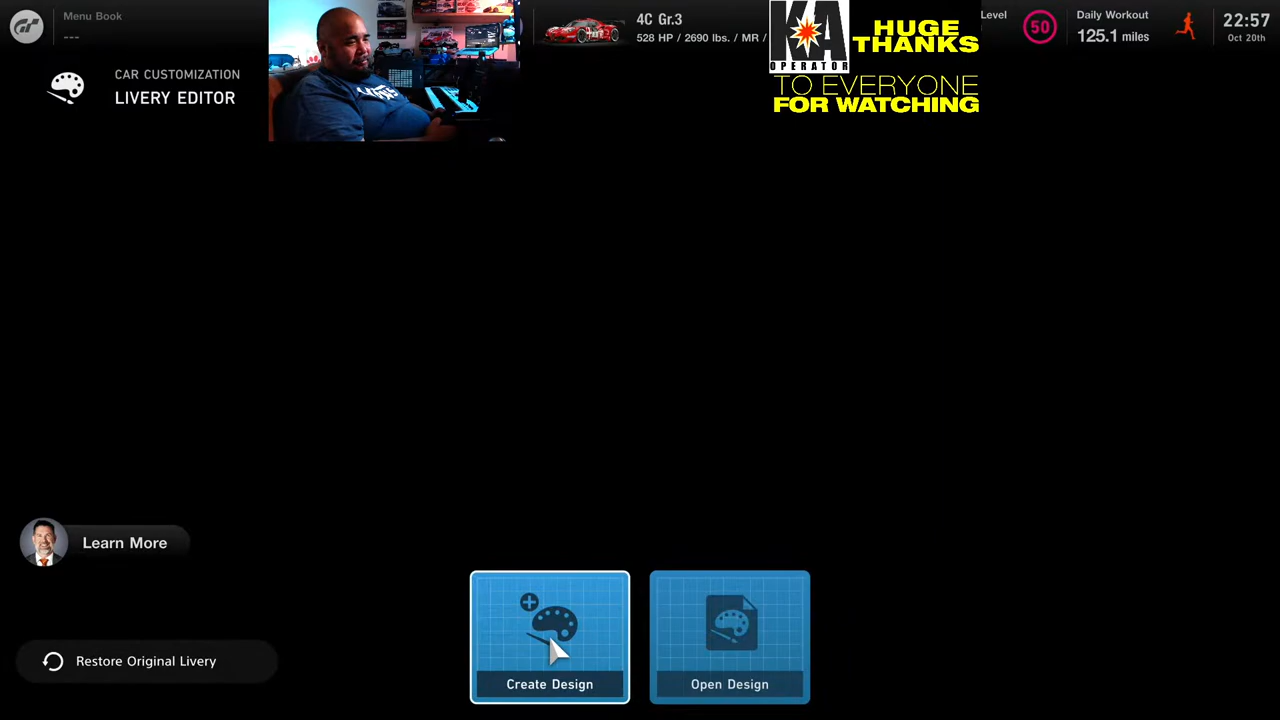 Menu Book
---
CAR CUSTOMIZATION
LIVERY EDITOR
4C Gr.3
528 HP / 2690 lbs. / MR /
KA
OPERATOR
HUGE
THANKS
TO EVERYONE
FOR WATCHING
Level
50
Daily Workout
125.1 miles
22:57
Oct 20th
Learn More
Restore Original Livery
Create Design
Open Design